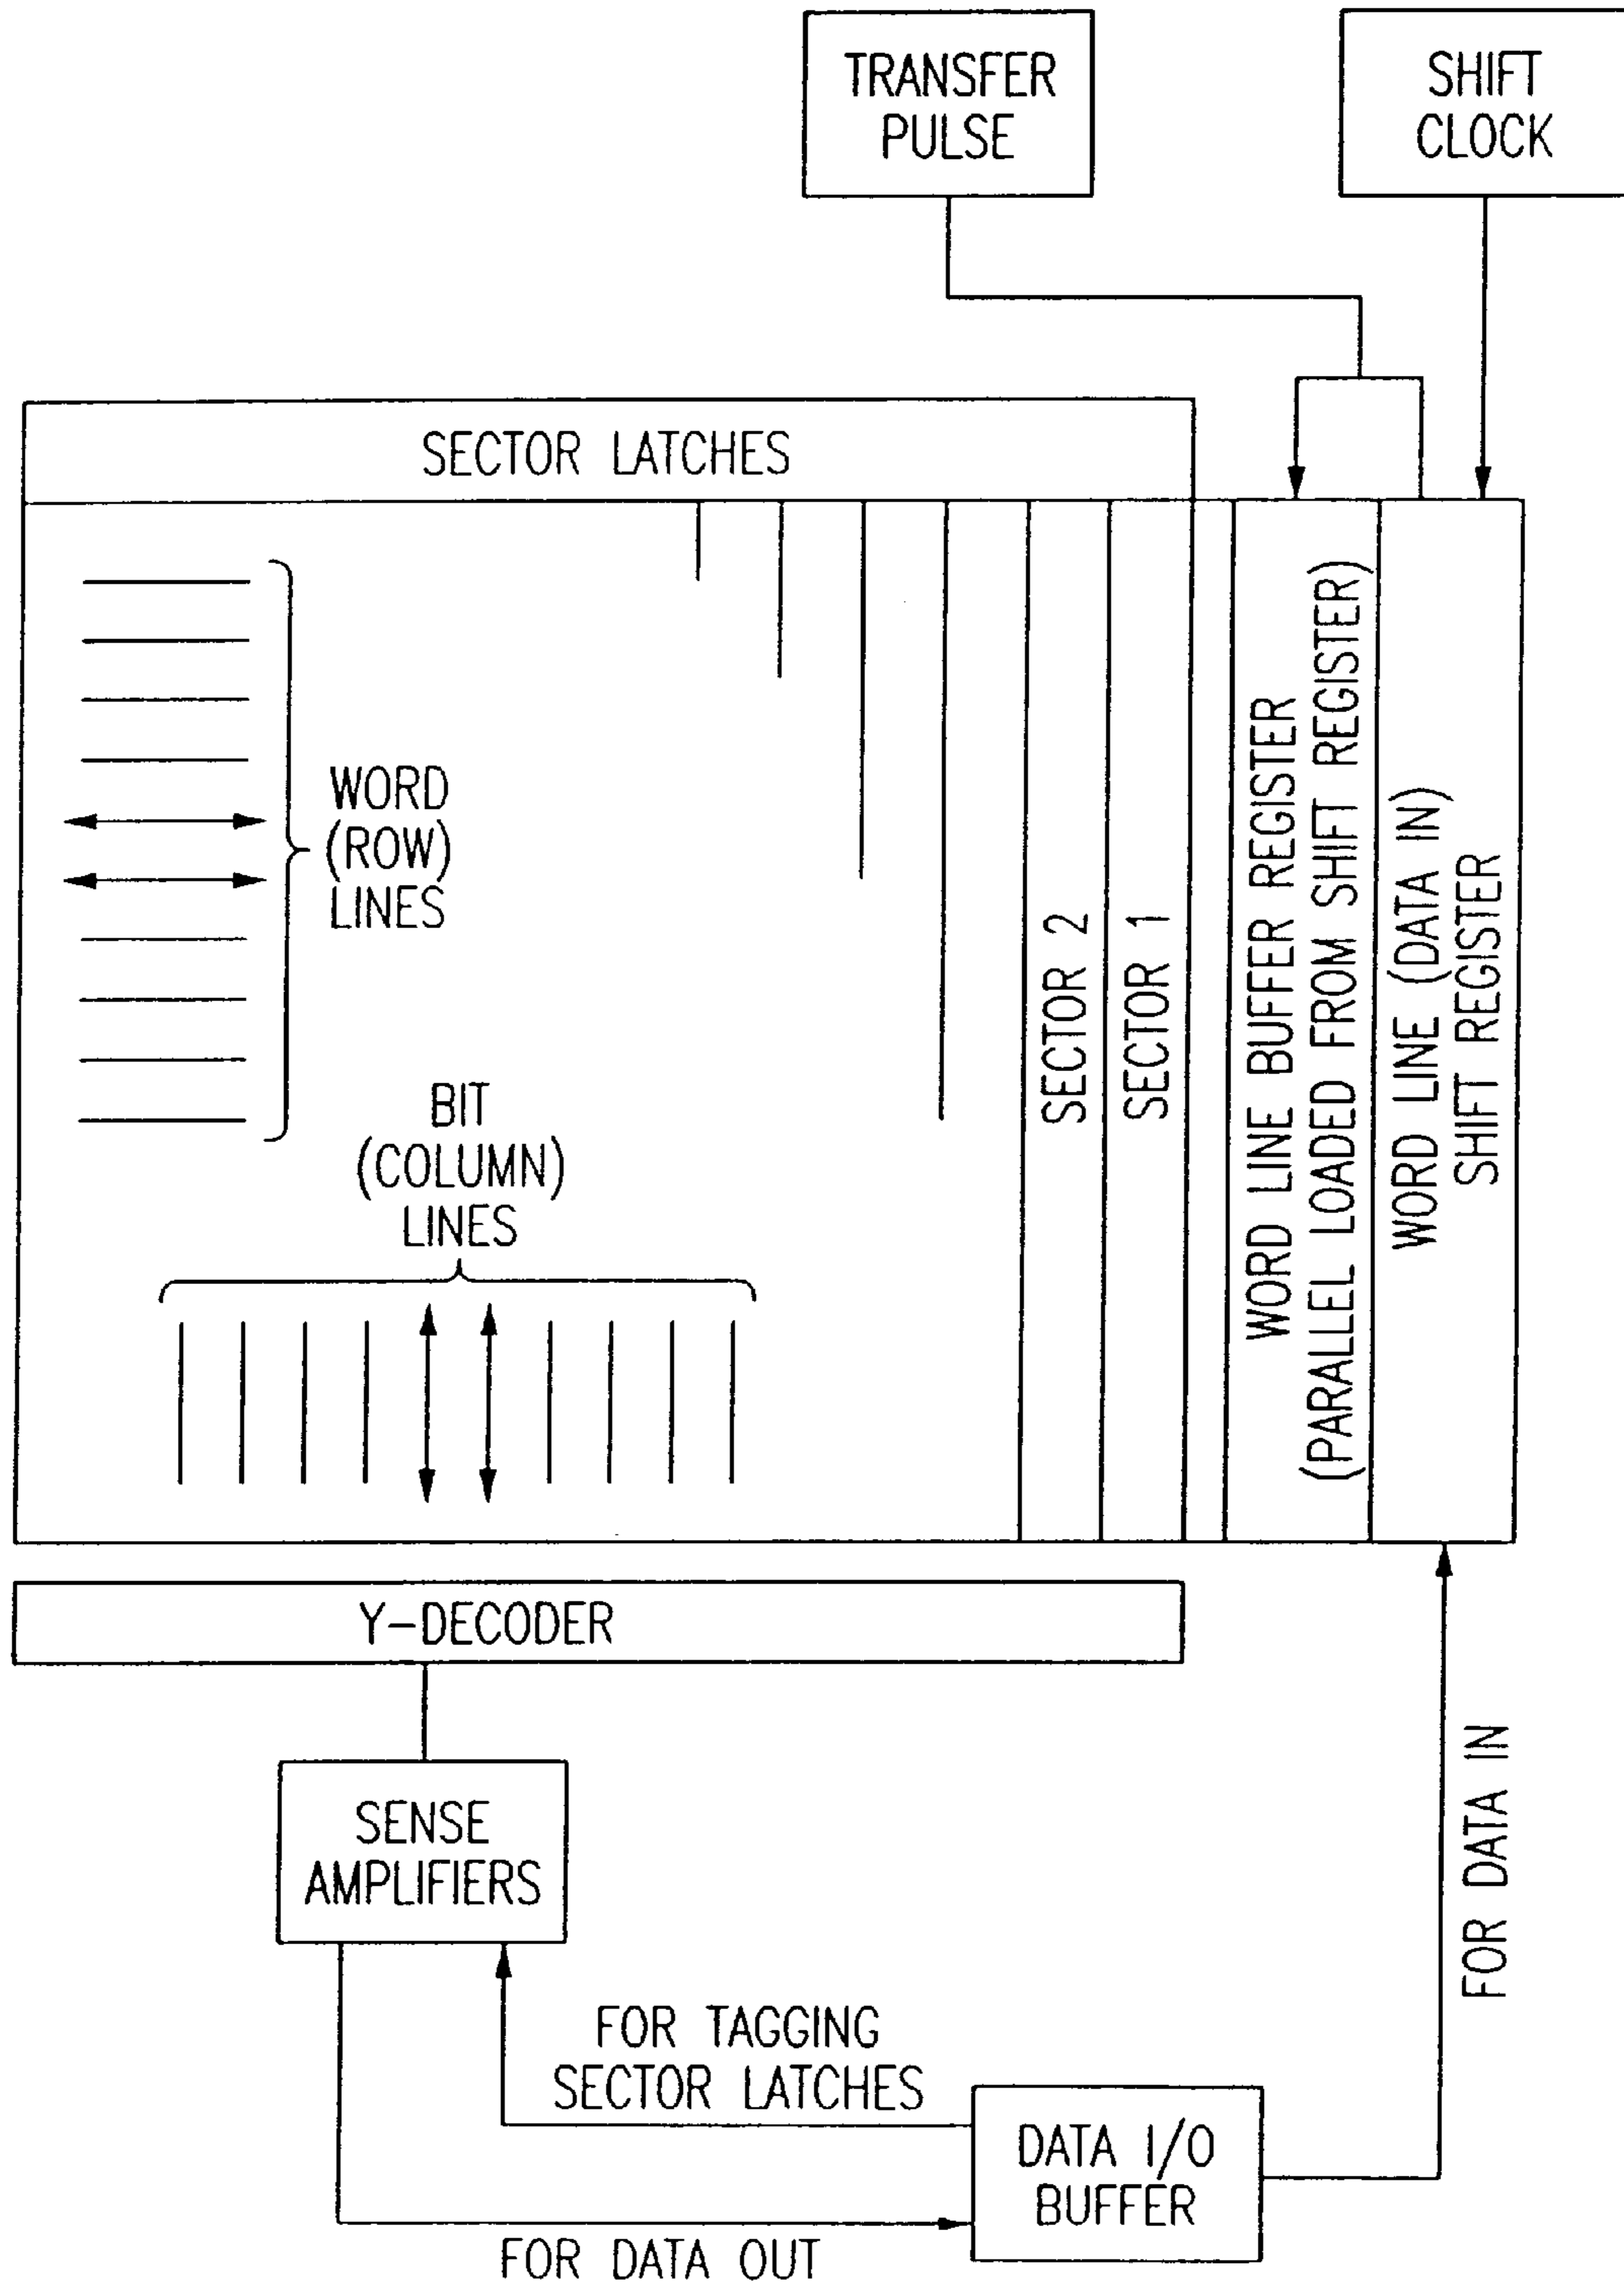 TRANSFER
PULSE
SHIFT
CLOCK
SECTOR LATCHES
WORD
(ROW)
LINES
BIT
(COLUMN)
LINES
SECTOR 2
SECTOR 1
WORD LINE BUFFER REGISTER
(PARALLEL LOADED FROM SHIFT REGISTER)
WORD LINE (DATA IN)
SHIFT REGISTER
Y-DECODER
SENSE
AMPLIFIERS
FOR DATA IN
FOR TAGGING
SECTOR LATCHES
DATA I/O
BUFFER
FOR DATA OUT